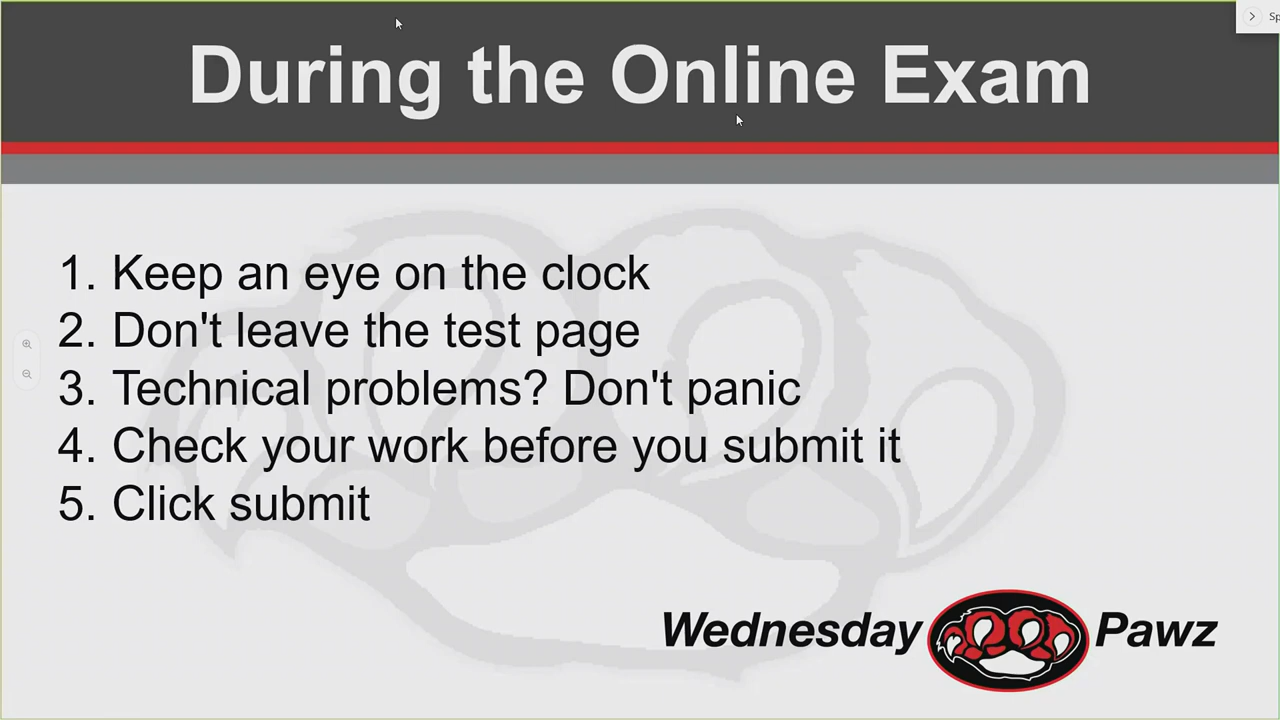 During the Online Exam
1. Keep an eye on the clock
2. Don't leave the test page
3. Technical problems? Don't panic
4. Check your work before you submit it
5. Click submit
Wednesday Pawz